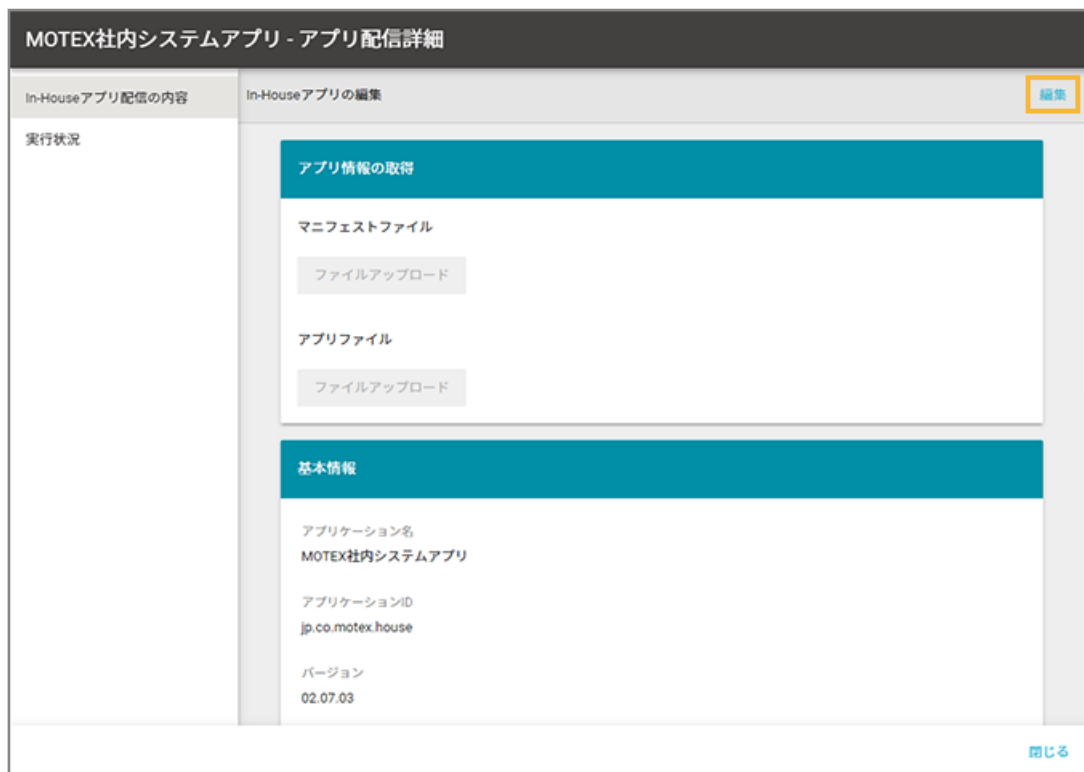 MOTEX社内システムアプリ - アプリ配信詳細
In-Houseアプリ配信の内容
実行状況
In-Houseアプリの編集
編集
アプリ情報の取得
マニフェストファイル
ファイルアップロード
アプリファイル
ファイルアップロード
基本情報
アプリケーション名
MOTEX社内システムアプリ
アプリケーションID
jp.co.motex.house
バージョン
02.07.03
閉じる